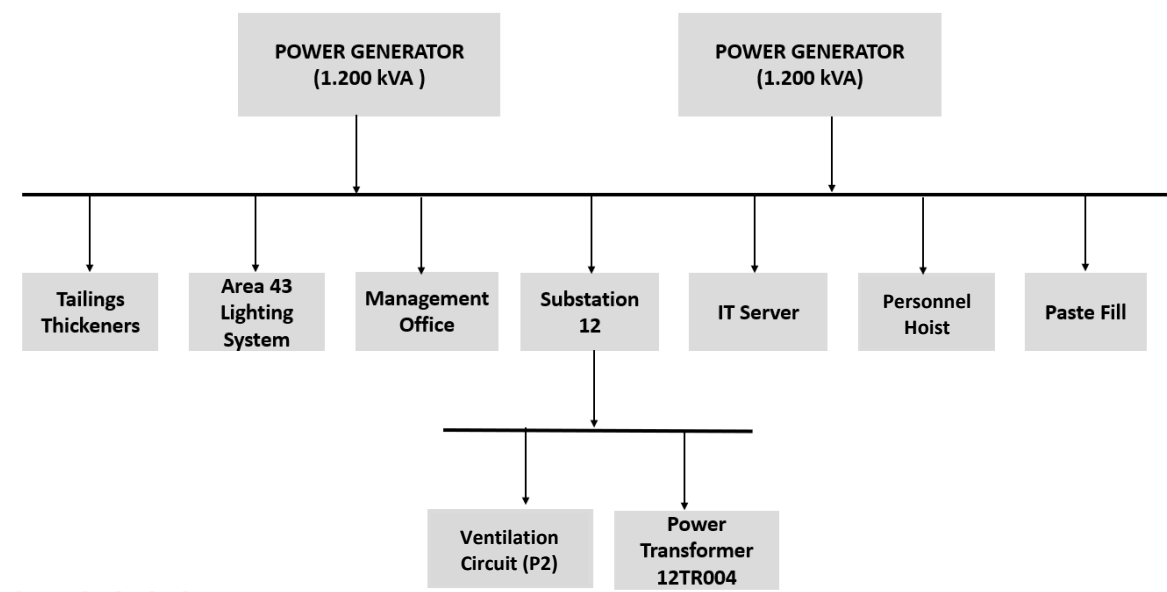 POWER GENERATOR
(1.200 kVA )
POWER GENERATOR
(1.200 kVA)
Tailings
Thickeners
Area 43
Lighting
System
Management
Office
Substation
12
IT Server
Personnel
Hoist
Paste Fill
Ventilation
Circuit (P2)
Power
Transformer
12TR004